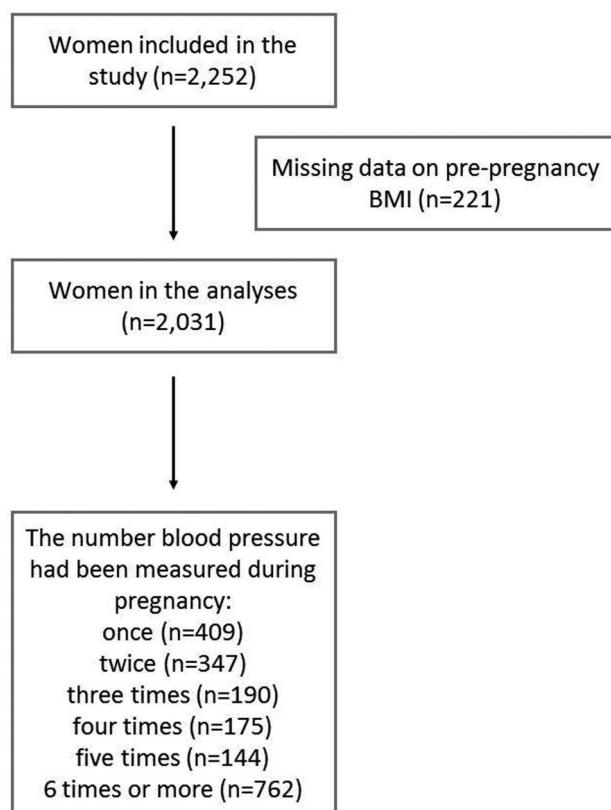 Women included in the
study (n=2,252)
Missing data on pre-pregnancy
BMI (n=221)
Women in the analyses
(n=2,031)
The number blood pressure
had been measured during
pregnancy:
once (n=409)
twice (n=347)
three times (n=190)
four times (n=175)
five times (n=144)
6 times or more (n=762)